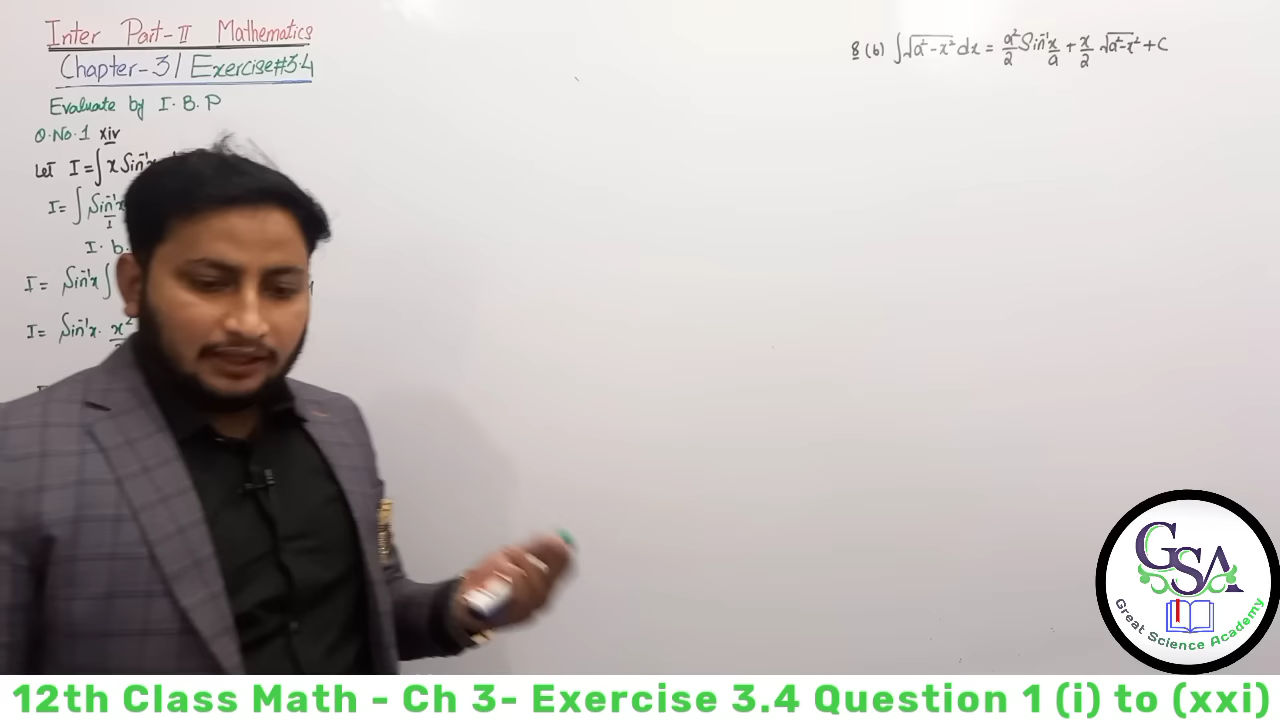 Inter Part-II Mathematics
Chapter-3 / Exercise#3.4
Evaluate by I.B.P
Q.No.1 xiv
Let I = ∫ x Sin⁻¹x
I = ∫ Sin⁻¹x
I
I. b.
I = Sin⁻¹x ∫
I = Sin⁻¹x. x²
8 (b) ∫√a²-x² dx = a²/2 Sin⁻¹ x/a + x/2 √a²-x² + C
GSA
Great Science Academy
12th Class Math - Ch 3- Exercise 3.4 Question 1 (i) to (xxi)